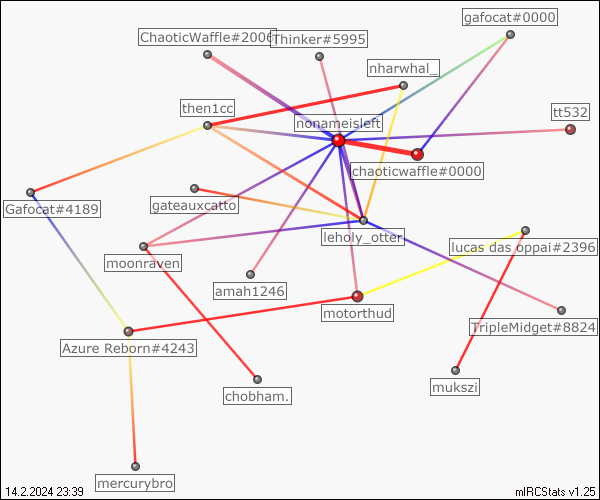 gafocat#0000
ChaoticWaffle#2006
Thinker#5995
nharwhal_
then1cc
tt532
nonameisleft
chaoticwaffle#0000
gateauxcatto
Gafocat#4189
leholy_otter
lucas das oppai#2396
moonraven
amah1246
motorthud
TripleMidget#8824
Azure Reborn#4243
mukszi
chobham.
mercurybro
14.2.2024 23:39
mIRCStats v1.25